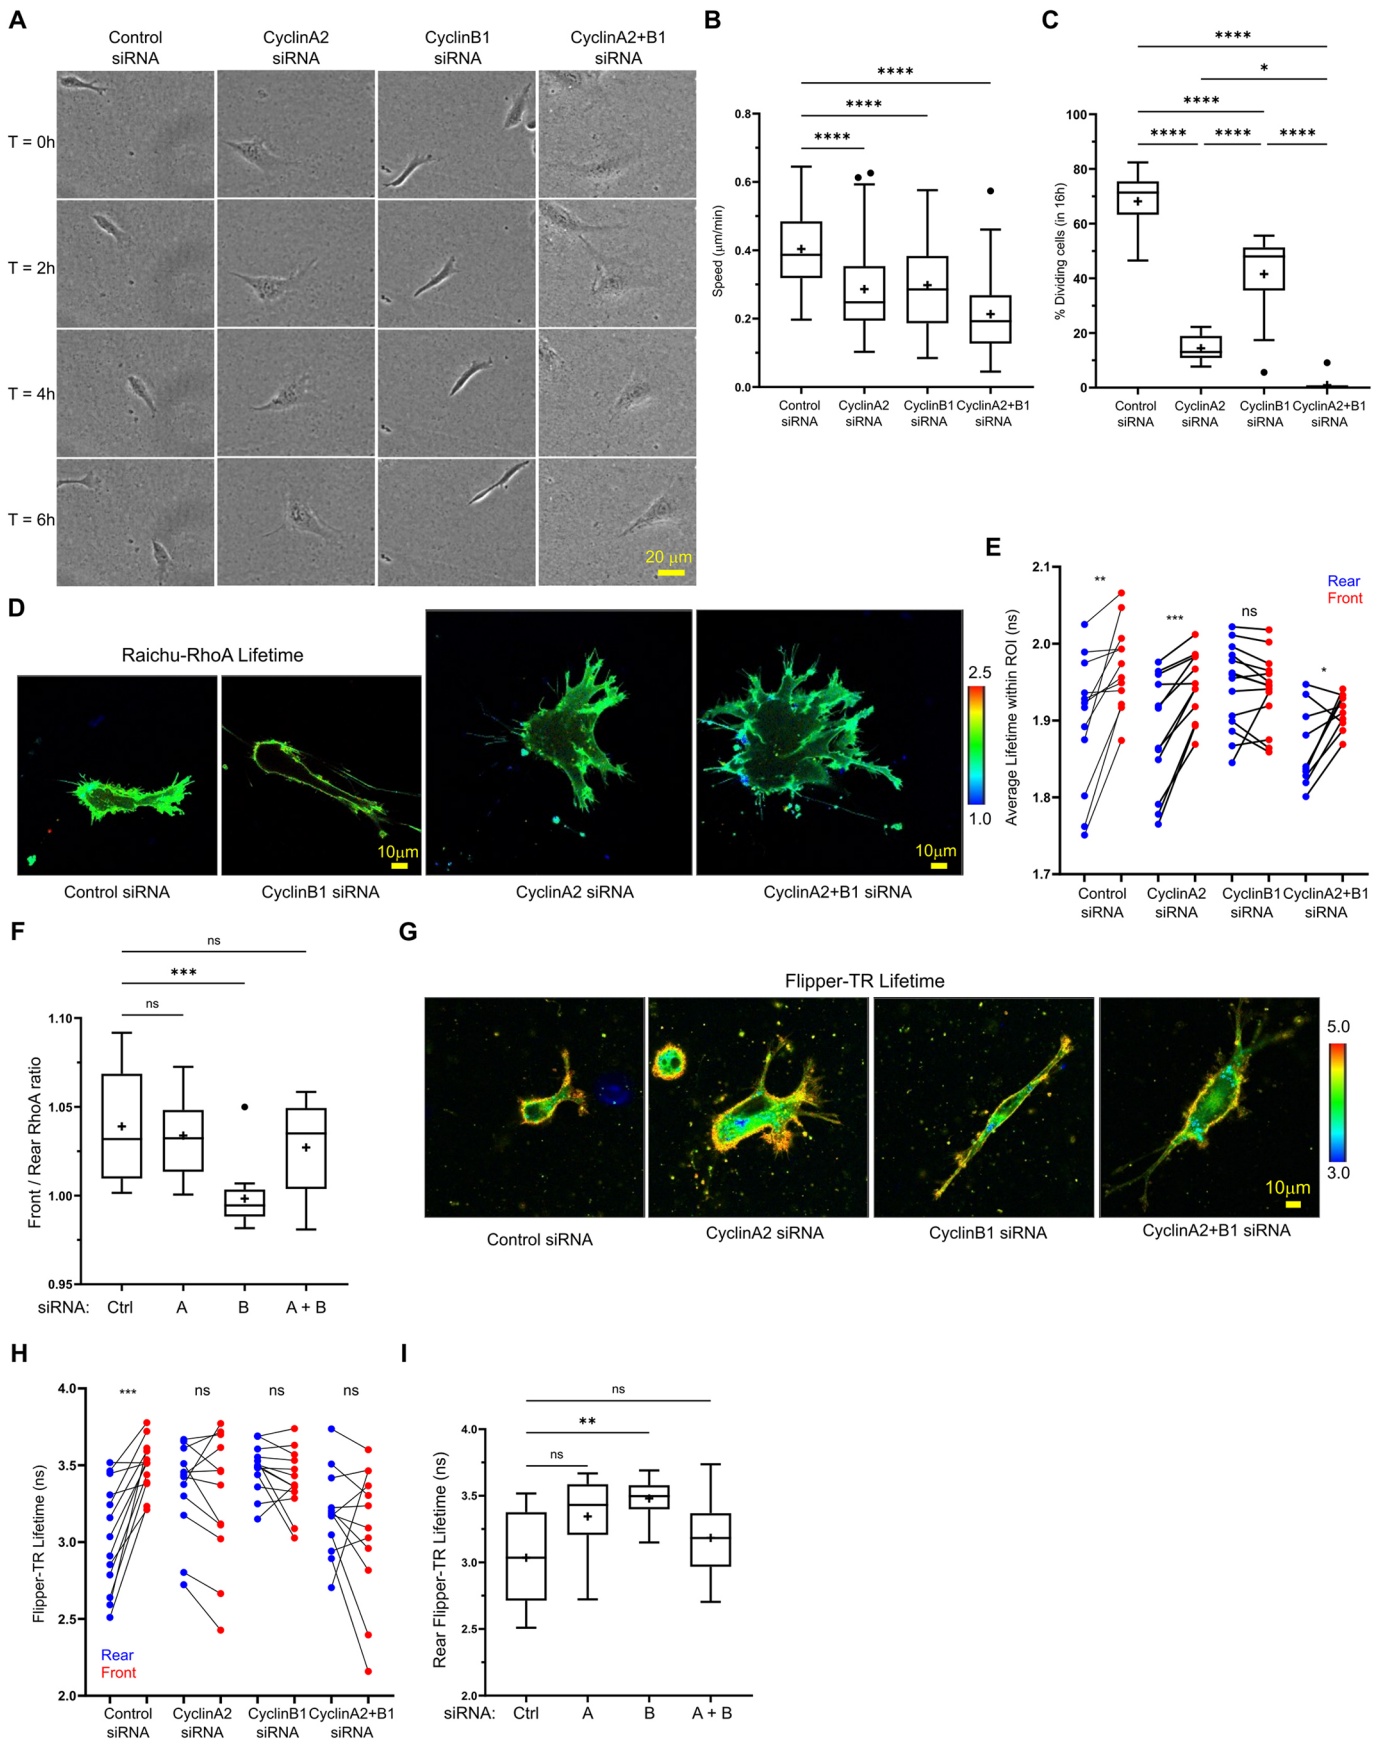 A
Control
siRNA
CyclinA2
siRNA
CyclinB1
siRNA
CyclinA2+B1
siRNA
T = 0h
T = 2h
T = 4h
T = 6h
20 µm
B
****
****
****
0.8
0.6
0.4
0.2
0.0
Speed (µm/min)
Control
siRNA
CyclinA2
siRNA
CyclinB1
siRNA
CyclinA2+B1
siRNA
C
****
*
****
****
****
****
100
80
60
40
20
0
% Dividing cells (in 16h)
Control
siRNA
CyclinA2
siRNA
CyclinB1
siRNA
CyclinA2+B1
siRNA
D
Raichu-RhoA Lifetime
10µm
10µm
2.5
1.0
Control siRNA
CyclinB1 siRNA
CyclinA2 siRNA
CyclinA2+B1 siRNA
E
2.1
2.0
1.9
1.8
1.7
Average Lifetime within ROI (ns)
**
***
ns
*
Rear
Front
Control
siRNA
CyclinA2
siRNA
CyclinB1
siRNA
CyclinA2+B1
siRNA
F
ns
***
ns
1.10
1.05
1.00
0.95
Front / Rear RhoA ratio
siRNA:
Ctrl
A
B
A + B
G
Flipper-TR Lifetime
5.0
3.0
10µm
Control siRNA
CyclinA2 siRNA
CyclinB1 siRNA
CyclinA2+B1 siRNA
H
4.0
3.5
3.0
2.5
2.0
Flipper-TR Lifetime (ns)
***
ns
ns
ns
Rear
Front
Control
siRNA
CyclinA2
siRNA
CyclinB1
siRNA
CyclinA2+B1
siRNA
I
ns
**
ns
4.0
3.5
3.0
2.5
2.0
Rear Flipper-TR Lifetime (ns)
siRNA:
Ctrl
A
B
A + B